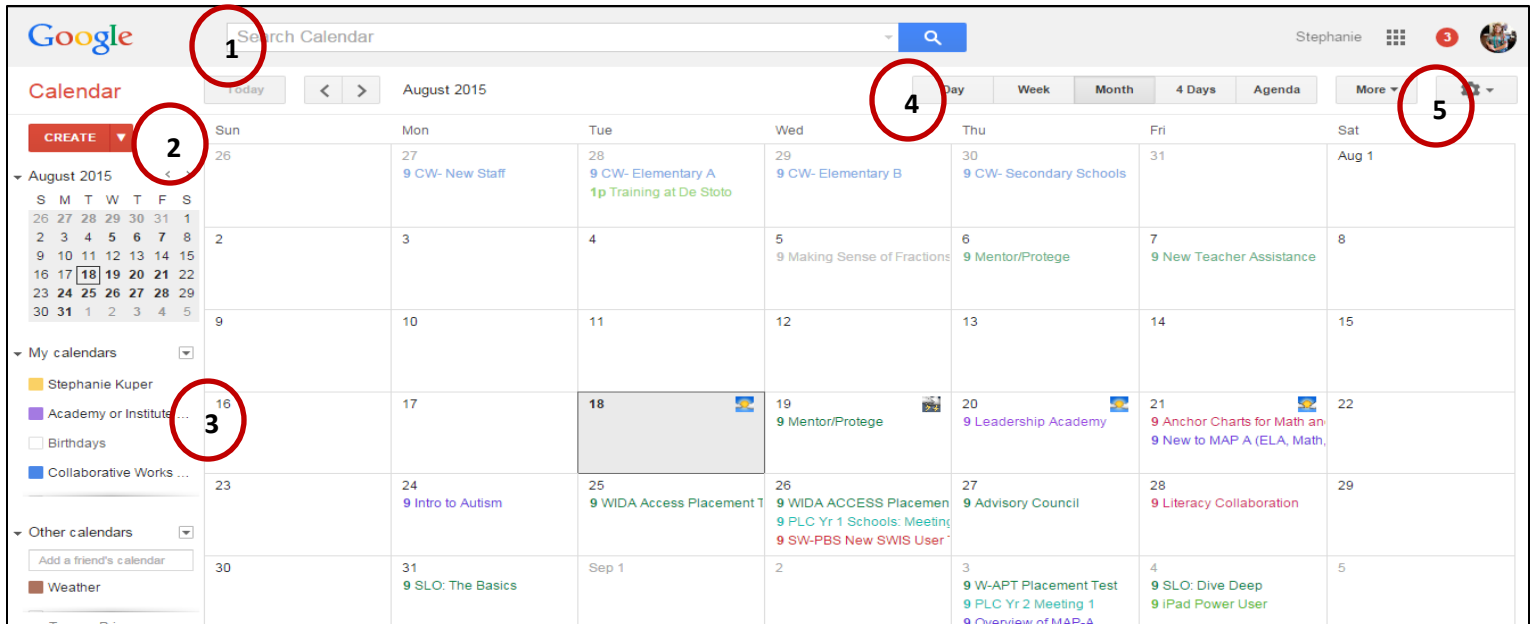 Google
1
Search Calendar
Stephanie
3
Calendar
Today
< >
August 2015
4
Day
Week
Month
4 Days
Agenda
More
5
CREATE
2
Sun Mon Tue Wed Thu Fri Sat
August 2015 < >
S M T W T F S
26 27 28 29 30 31 1
2 3 4 5 6 7 8
9 10 11 12 13 14 15
16 17 18 19 20 21 22
23 24 25 26 27 28 29
30 31 1 2 3 4 5
My calendars
Stephanie Kuper
Academy or Institute ...
3
Birthdays
Collaborative Works ...
Other calendars
Add a friend's calendar
Weather
26
27
9 CW- New Staff
28
9 CW- Elementary A
1p Training at De Stoto
29
9 CW- Elementary B
30
9 CW- Secondary Schools
31
Aug 1
2
3
4
5
9 Making Sense of Fractions
6
9 Mentor/Protege
7
9 New Teacher Assistance
8
9
10
11
12
13
14
15
16
17
18
19
9 Mentor/Protege
20
9 Leadership Academy
21
9 Anchor Charts for Math an
9 New to MAP A (ELA, Math,
22
23
24
9 Intro to Autism
25
9 WIDA Access Placement T
26
9 WIDA ACCESS Placemen
9 PLC Yr 1 Schools: Meeting
9 SW-PBS New SWIS User T
27
9 Advisory Council
28
9 Literacy Collaboration
29
30
31
9 SLO: The Basics
Sep 1
2
3
9 W-APT Placement Test
9 PLC Yr 2 Meeting 1
9 Overview of MAP-A
4
9 SLO: Dive Deep
9 iPad Power User
5